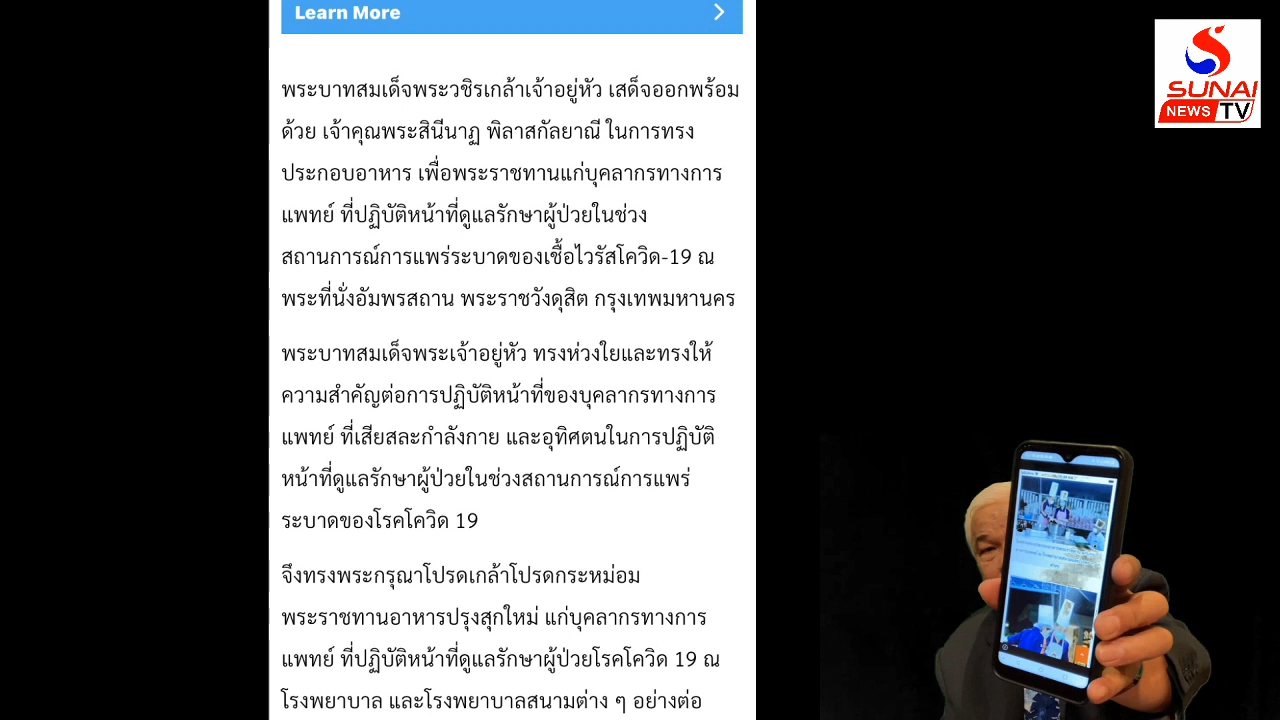 Learn More
พระบาทสมเด็จพระวชิรเกล้าเจ้าอยู่หัว เสด็จออกพร้อม
ด้วย เจ้าคุณพระสินีนาฏ พิลาสกัลยาณี ในการทรง
ประกอบอาหาร เพื่อพระราชทานแก่บุคลากรทางการ
แพทย์ ที่ปฏิบัติหน้าที่ดูแลรักษาผู้ป่วยในช่วง
สถานการณ์การแพร่ระบาดของเชื้อไวรัสโควิด-19 ณ
พระที่นั่งอัมพรสถาน พระราชวังดุสิต กรุงเทพมหานคร
พระบาทสมเด็จพระเจ้าอยู่หัว ทรงห่วงใยและทรงให้
ความสำคัญต่อการปฏิบัติหน้าที่ของบุคลากรทางการ
แพทย์ ที่เสียสละกำลังกาย และอุทิศตนในการปฏิบัติ
หน้าที่ดูแลรักษาผู้ป่วยในช่วงสถานการณ์การแพร่
ระบาดของโรคโควิด 19
จึงทรงพระกรุณาโปรดเกล้าโปรดกระหม่อม
พระราชทานอาหารปรุงสุกใหม่ แก่บุคลากรทางการ
แพทย์ ที่ปฏิบัติหน้าที่ดูแลรักษาผู้ป่วยโรคโควิด 19 ณ
โรงพยาบาล และโรงพยาบาลสนามต่าง ๆ อย่างต่อ
SUNAI
NEWS TV